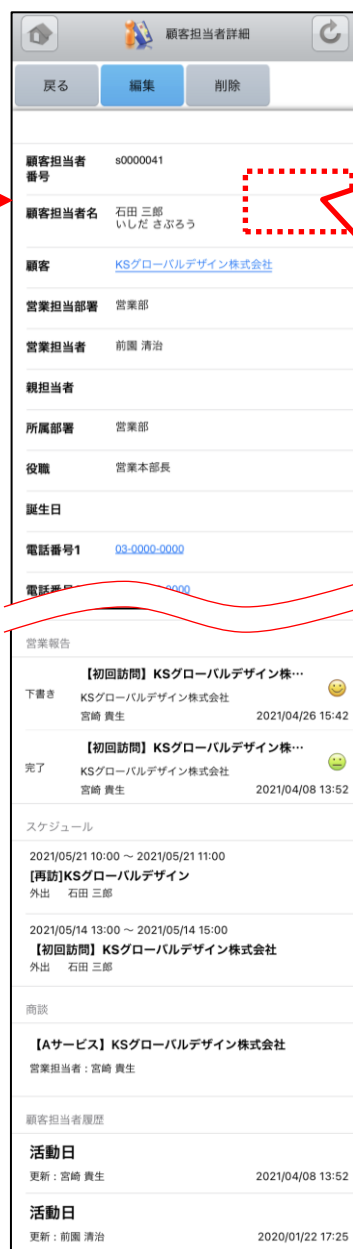 顧客担当者詳細
戻る
編集
削除
顧客担当者
番号
s0000041
顧客担当者名
石田 三郎
いしだ さぶろう
顧客
KSグローバルデザイン株式会社
営業担当部署
営業部
営業担当者
前園 清治
親担当者
所属部署
営業部
役職
営業本部長
誕生日
電話番号1
03-0000-0000
営業報告
【初回訪問】KSグローバルデザイン株…
下書き
KSグローバルデザイン株式会社
宮崎 貴生
2021/04/26 15:42
【初回訪問】KSグローバルデザイン株…
完了
KSグローバルデザイン株式会社
宮崎 貴生
2021/04/08 13:52
スケジュール
2021/05/21 10:00 ～ 2021/05/21 11:00
[再訪]KSグローバルデザイン
外出 石田 三郎
2021/05/14 13:00 ～ 2021/05/14 15:00
【初回訪問】KSグローバルデザイン株式会社
外出 石田 三郎
商談
【Aサービス】KSグローバルデザイン株式会社
営業担当者：宮崎 貴生
顧客担当者履歴
活動日
更新：宮崎 貴生
2021/04/08 13:52
活動日
更新：前園 清治
2020/01/22 17:25